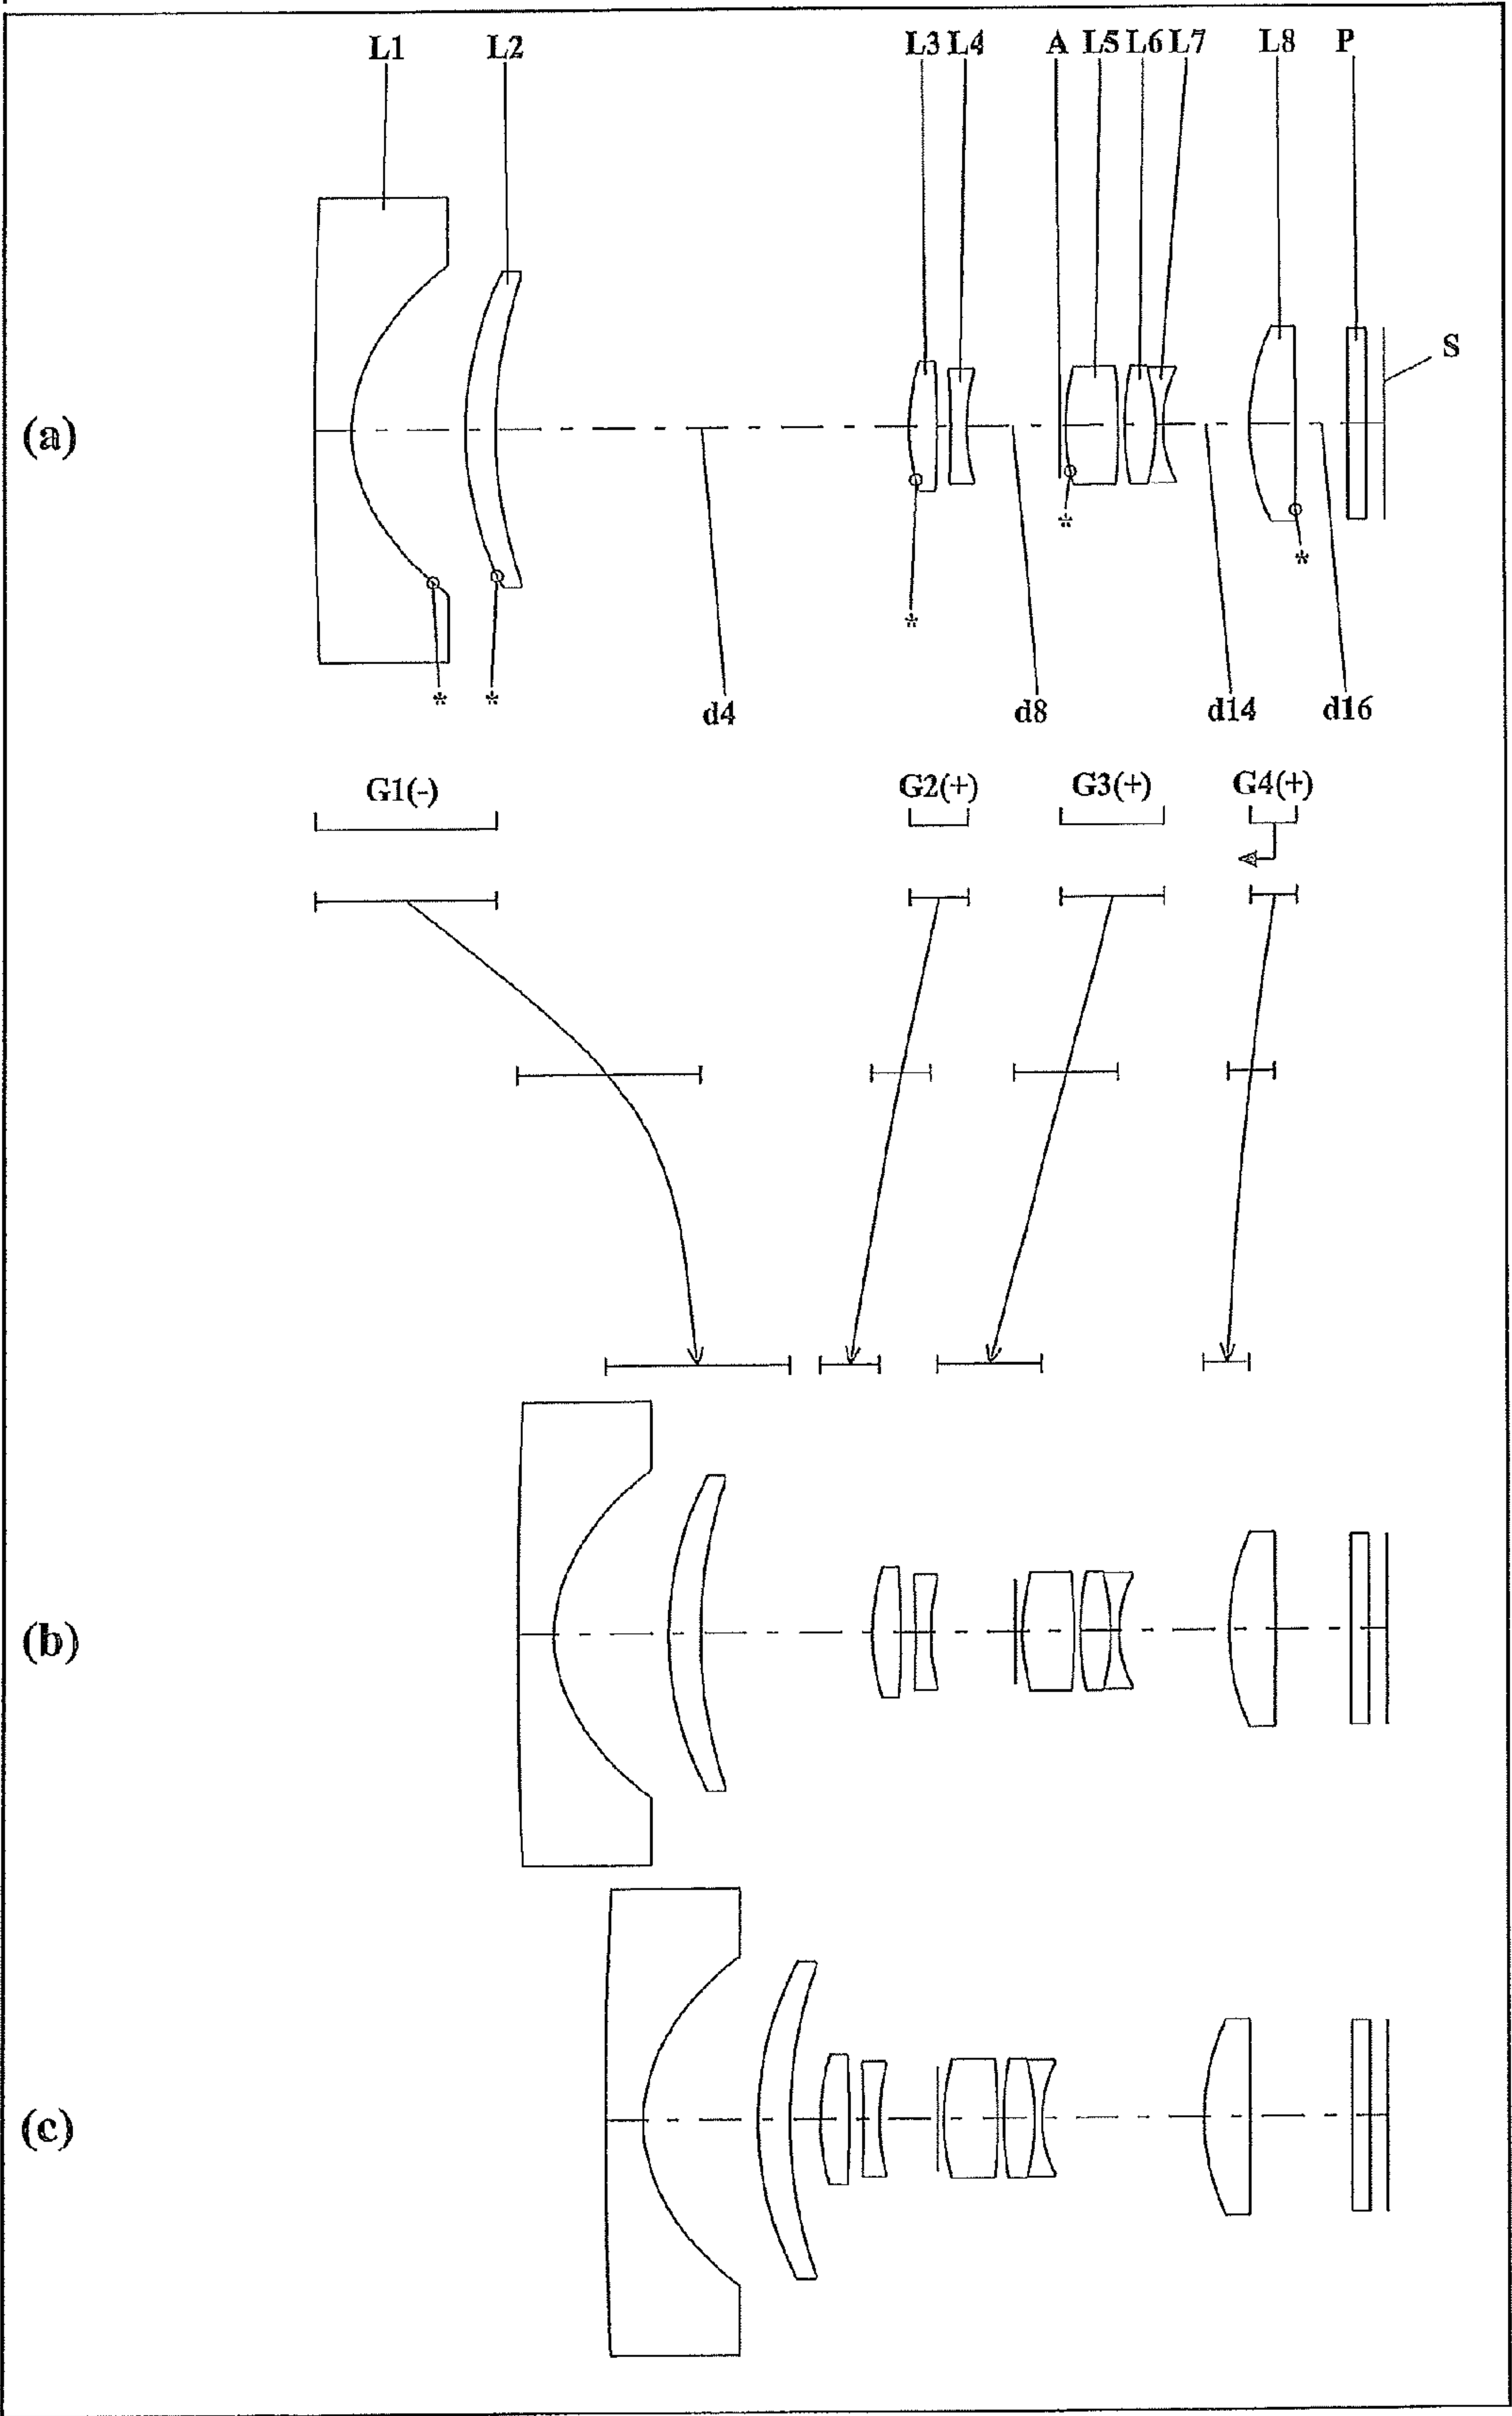 L1 L2 L3 L4 A L5 L6 L7 L8 P
S
(a)
* * * * *
d4 d8 d14 d16
G1(-) G2(+) G3(+) G4(+)
(b)
(c)